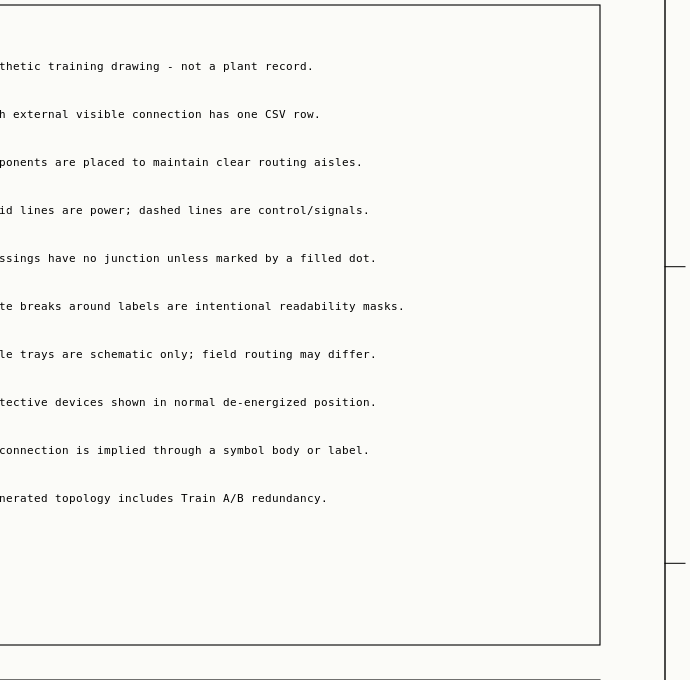 thetic training drawing - not a plant record.
h external visible connection has one CSV row.
ponents are placed to maintain clear routing aisles.
id lines are power; dashed lines are control/signals.
ssings have no junction unless marked by a filled dot.
te breaks around labels are intentional readability masks.
le trays are schematic only; field routing may differ.
tective devices shown in normal de-energized position.
connection is implied through a symbol body or label.
nerated topology includes Train A/B redundancy.